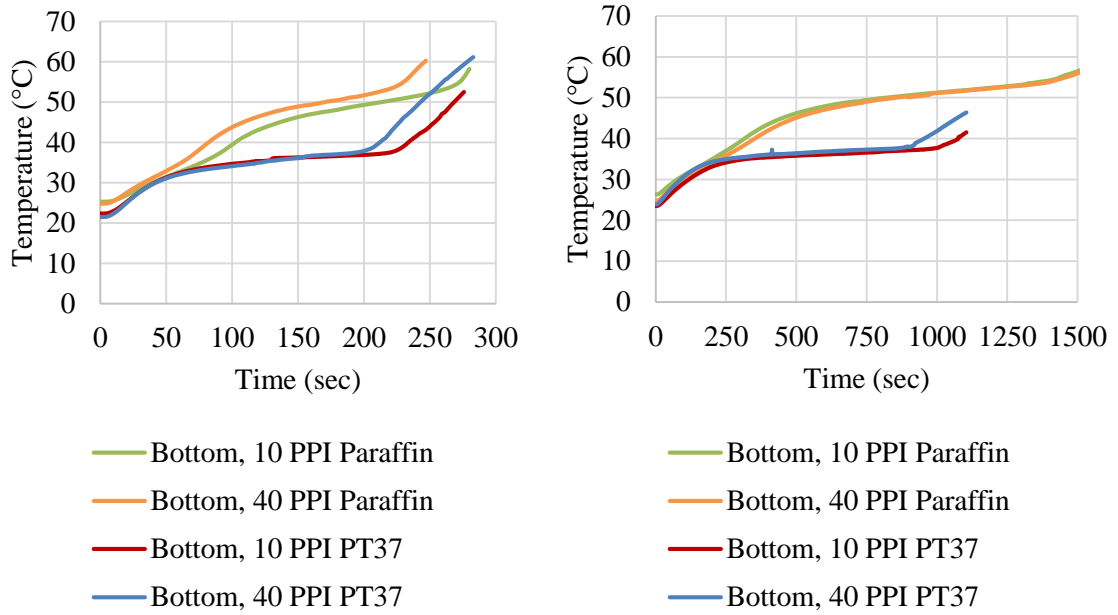 70
60
50
40
30
20
10
0
Temperature (°C)
0 50 100 150 200 250 300
Time (sec)
Bottom, 10 PPI Paraffin
Bottom, 40 PPI Paraffin
Bottom, 10 PPI PT37
Bottom, 40 PPI PT37
70
60
50
40
30
20
10
0
Temperature (°C)
0 250 500 750 1000 1250 1500
Time (sec)
Bottom, 10 PPI Paraffin
Bottom, 40 PPI Paraffin
Bottom, 10 PPI PT37
Bottom, 40 PPI PT37